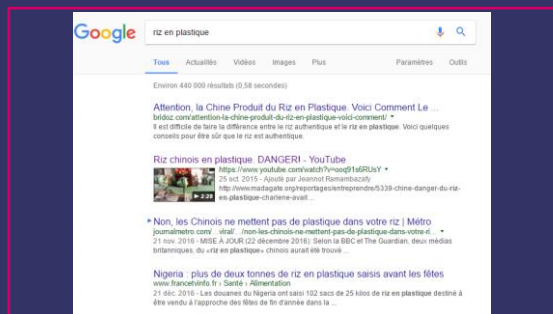 Google
riz en plastique
Tous Actualités Vidéos Images Plus Paramètres Outils
Environ 440 000 résultats (0,58 secondes)
Attention, la Chine Produit du Riz en Plastique. Voici Comment Le ...
bridoz.com/attention-la-chine-produit-du-riz-en-plastique-voici-comment/
Il est difficile de faire la différence entre le riz authentique et le riz en plastique. Voici quelques
conseils pour être sûr que le riz est authentique.
Riz chinois en plastique. DANGER! - YouTube
https://www.youtube.com/watch?v=
25 oct. 2015 - Ajouté par Jeannot Ramambazafy
http://www.madagate.org/reportages/entreprendre/5339-chine-danger-du-riz-
en-plastique-charlene-avait...
2:28
Non, les Chinois ne mettent pas de plastique dans votre riz | Métro
journalmetro.com/.../viral/.../non-les-chinois-ne-mettent-pas-de-plastique-dans-votre-ri...
21 nov. 2016 - MISE À JOUR (22 décembre 2016): Selon la BBC et The Guardian, deux médias
britanniques, du «riz en plastique» chinois aurait été trouvé ...
Nigeria : plus de deux tonnes de riz en plastique saisis avant les fêtes
www.francetvinfo.fr › Santé › Alimentation
21 déc. 2016 - Les douanes du Nigeria ont saisi 102 sacs de 25 kilos de riz en plastique destiné à
être vendu à l'approche des fêtes de fin d'année dans la ...